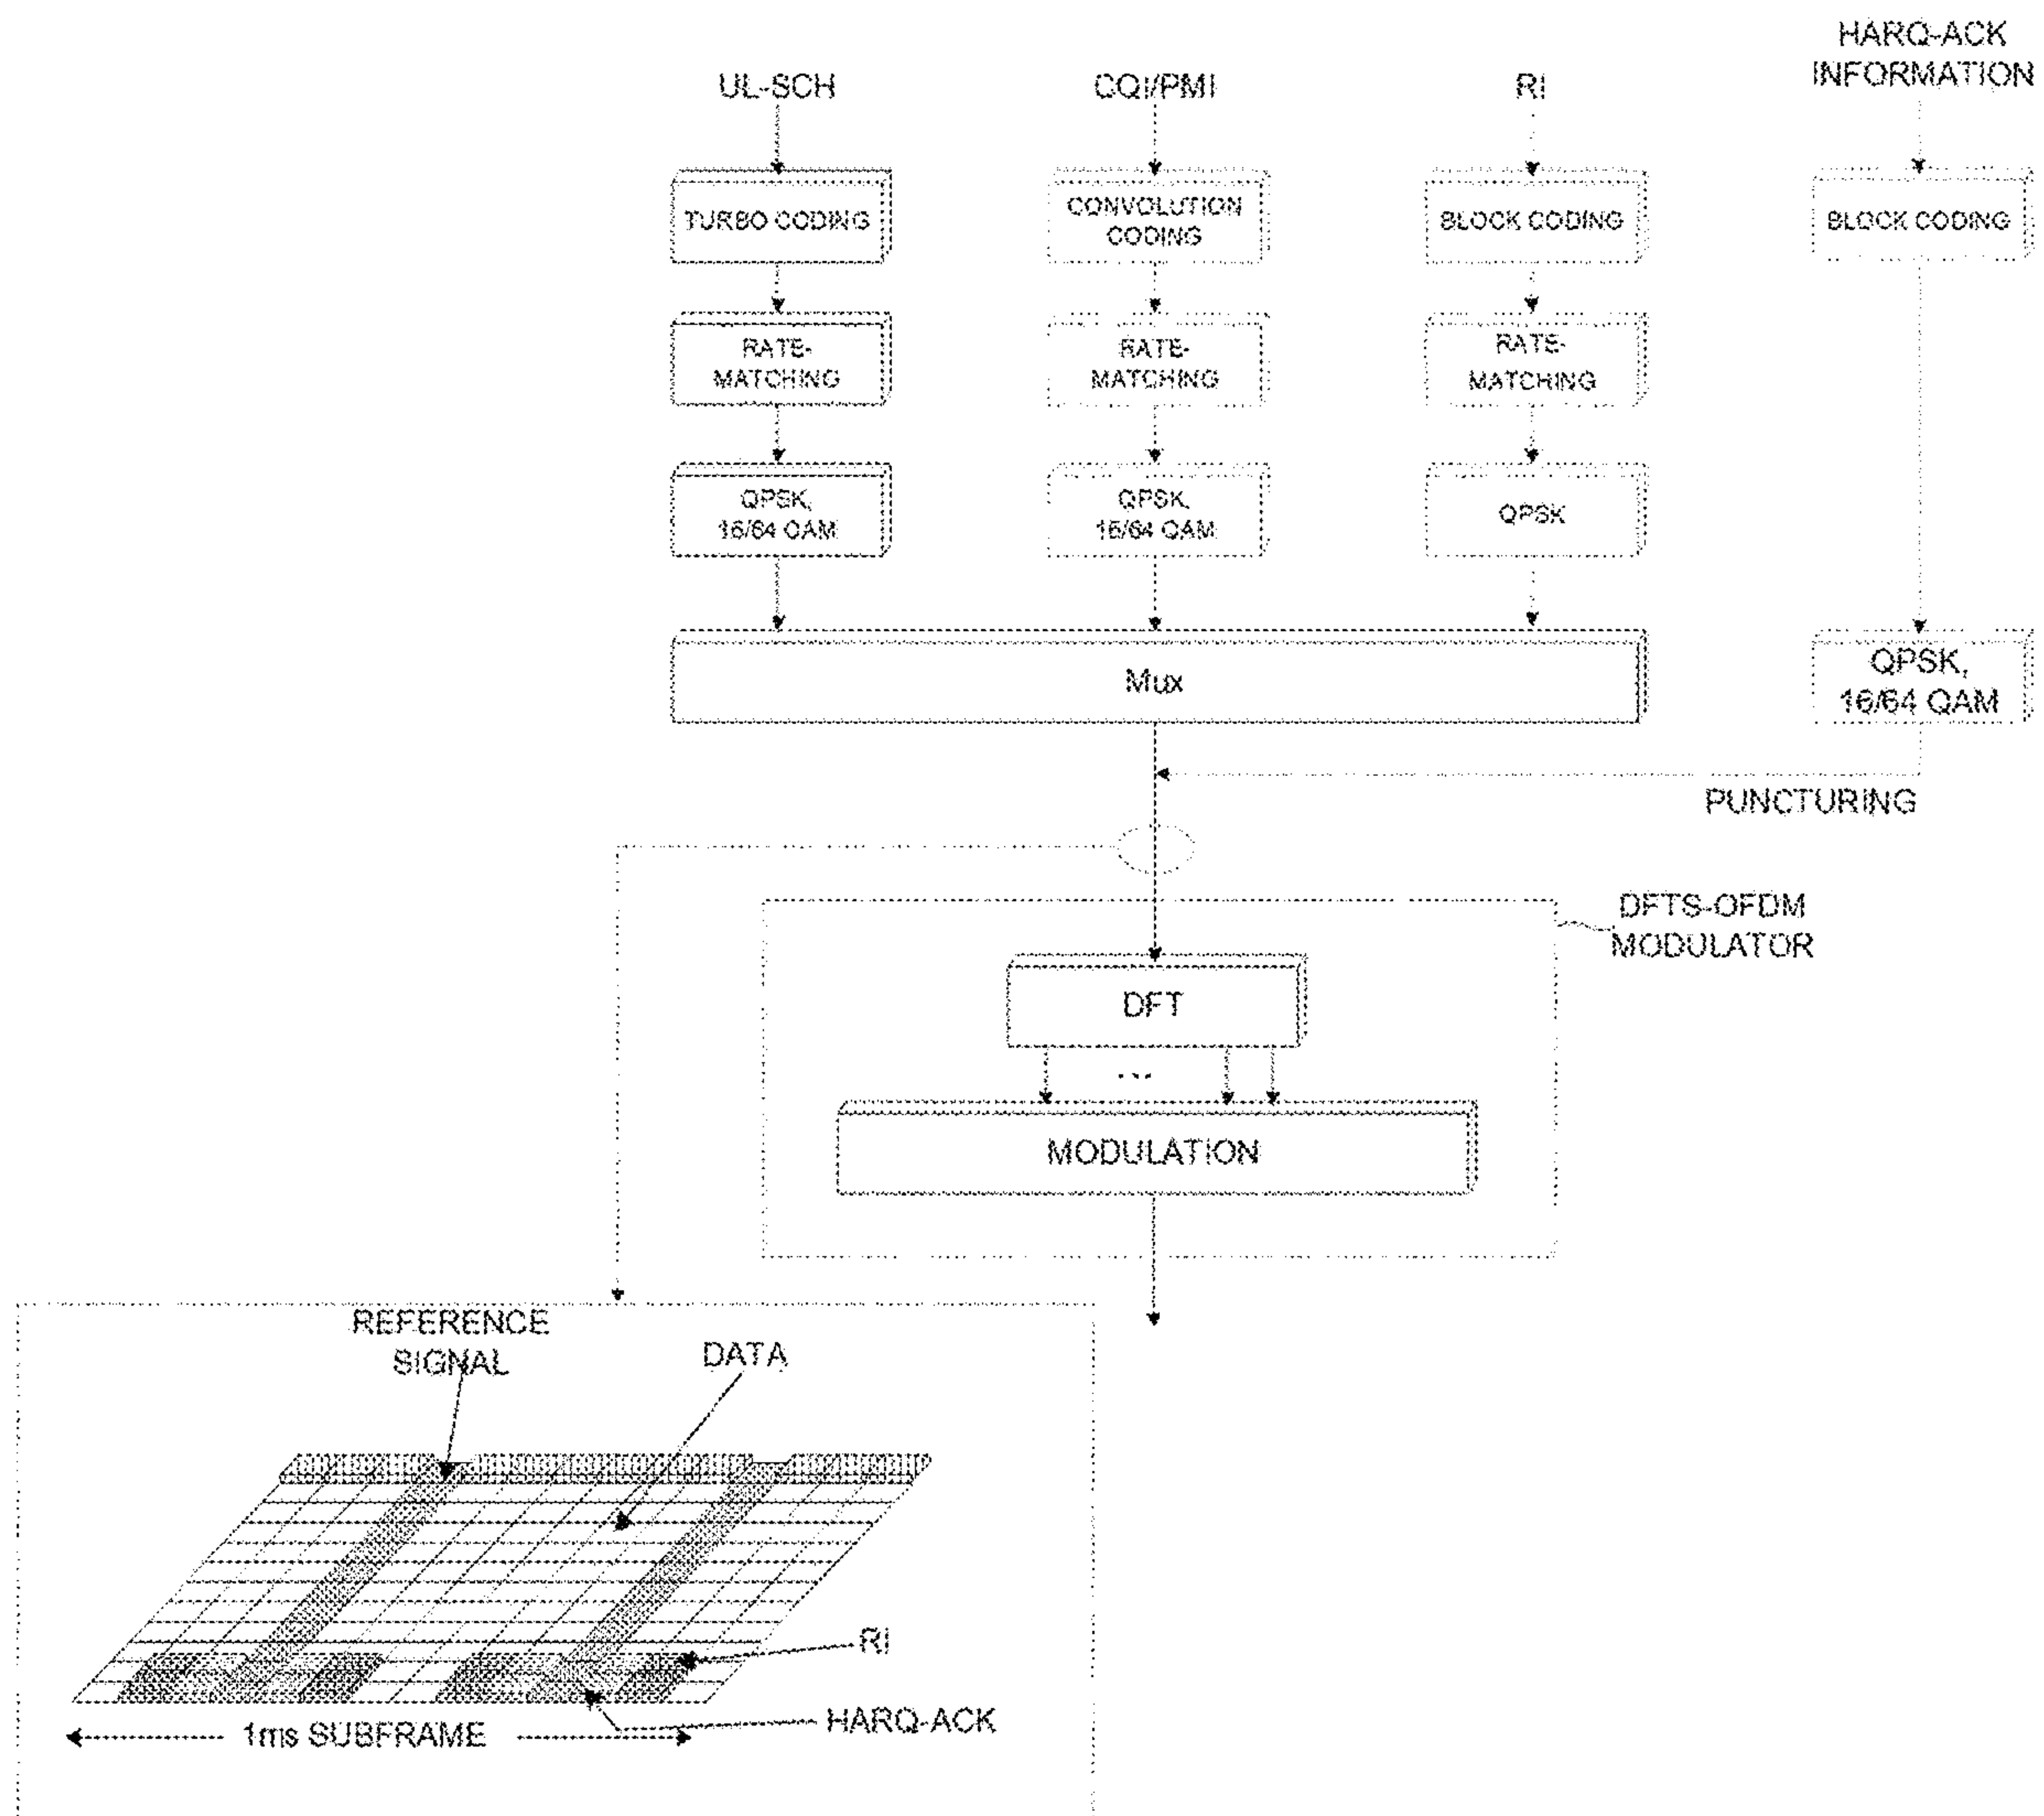 HARQ-ACK
INFORMATION
UL-SCH
CQI/PMI
RI
TURBO CODING
CONVOLUTION
CODING
BLOCK CODING
BLOCK CODING
RATE-
MATCHING
RATE-
MATCHING
RATE-
MATCHING
QPSK,
16/64 QAM
QPSK,
16/64 QAM
QPSK
Mux
QPSK,
16/64 QAM
PUNCTURING
DFTS-OFDM
MODULATOR
DFT
...
MODULATION
REFERENCE
SIGNAL
DATA
RI
HARQ-ACK
1ms SUBFRAME